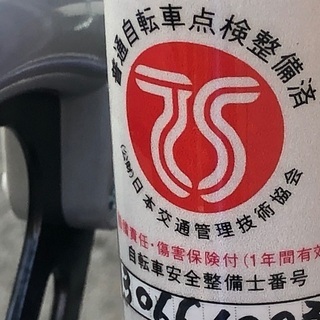 普通自転車点検整備済
TS
(公財)日本交通管理技術協会
賠償責任・傷害保険付(1年間有効
自転車安全整備士番号